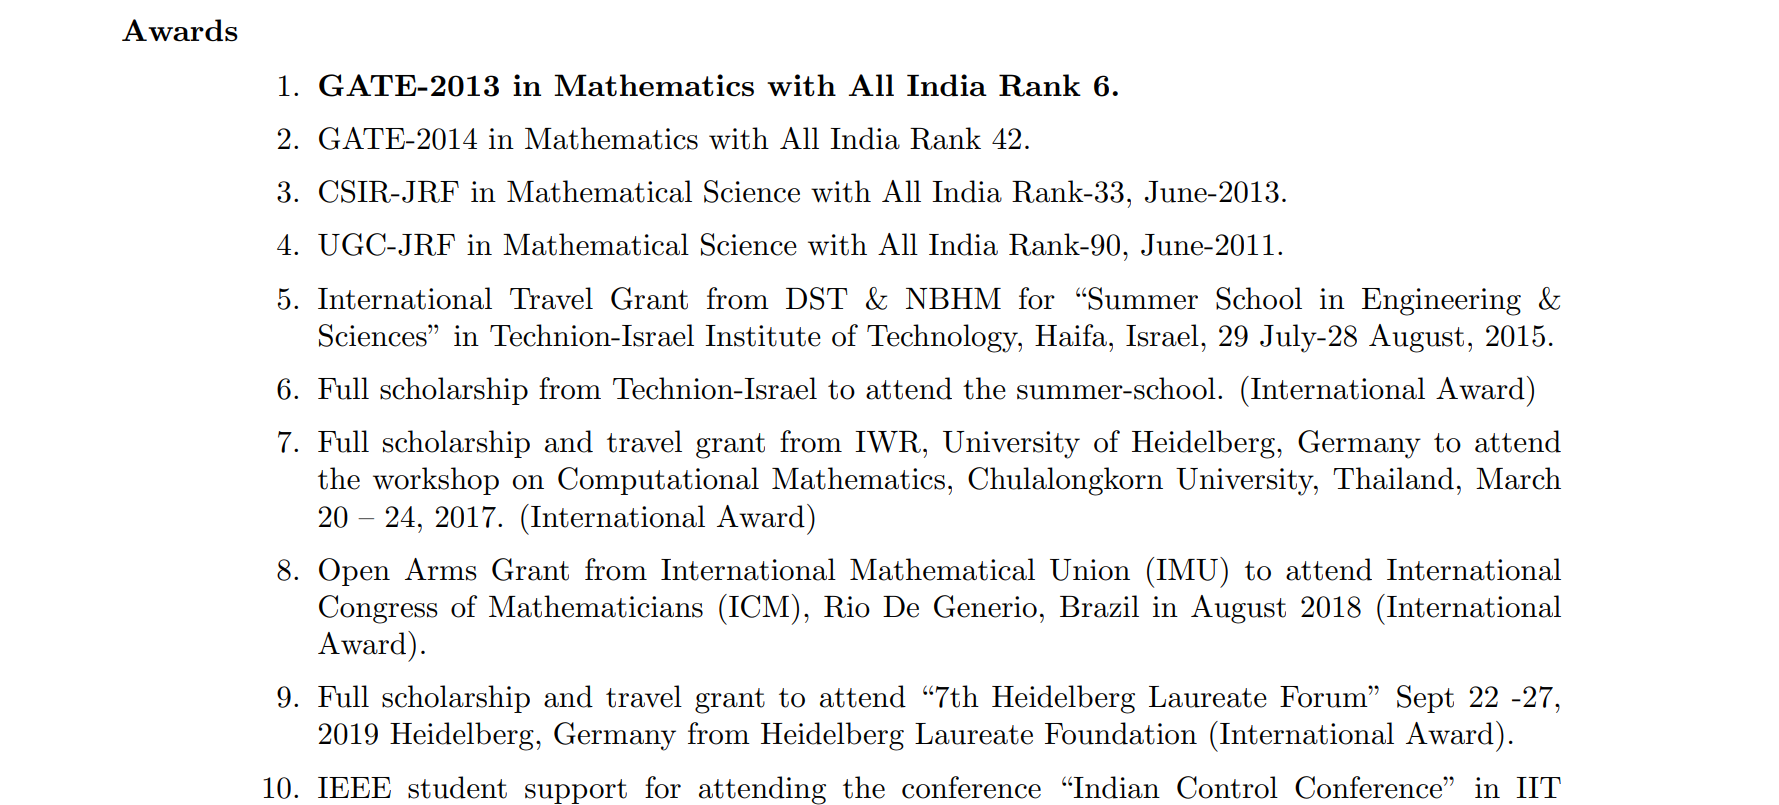 Awards
1. GATE-2013 in Mathematics with All India Rank 6.
2. GATE-2014 in Mathematics with All India Rank 42.
3. CSIR-JRF in Mathematical Science with All India Rank-33, June-2013.
4. UGC-JRF in Mathematical Science with All India Rank-90, June-2011.
5. International Travel Grant from DST & NBHM for “Summer School in Engineering &
Sciences” in Technion-Israel Institute of Technology, Haifa, Israel, 29 July-28 August, 2015.
6. Full scholarship from Technion-Israel to attend the summer-school. (International Award)
7. Full scholarship and travel grant from IWR, University of Heidelberg, Germany to attend
the workshop on Computational Mathematics, Chulalongkorn University, Thailand, March
20 – 24, 2017. (International Award)
8. Open Arms Grant from International Mathematical Union (IMU) to attend International
Congress of Mathematicians (ICM), Rio De Generio, Brazil in August 2018 (International
Award).
9. Full scholarship and travel grant to attend “7th Heidelberg Laureate Forum” Sept 22 -27,
2019 Heidelberg, Germany from Heidelberg Laureate Foundation (International Award).
10. IEEE student support for attending the conference “Indian Control Conference” in IIT